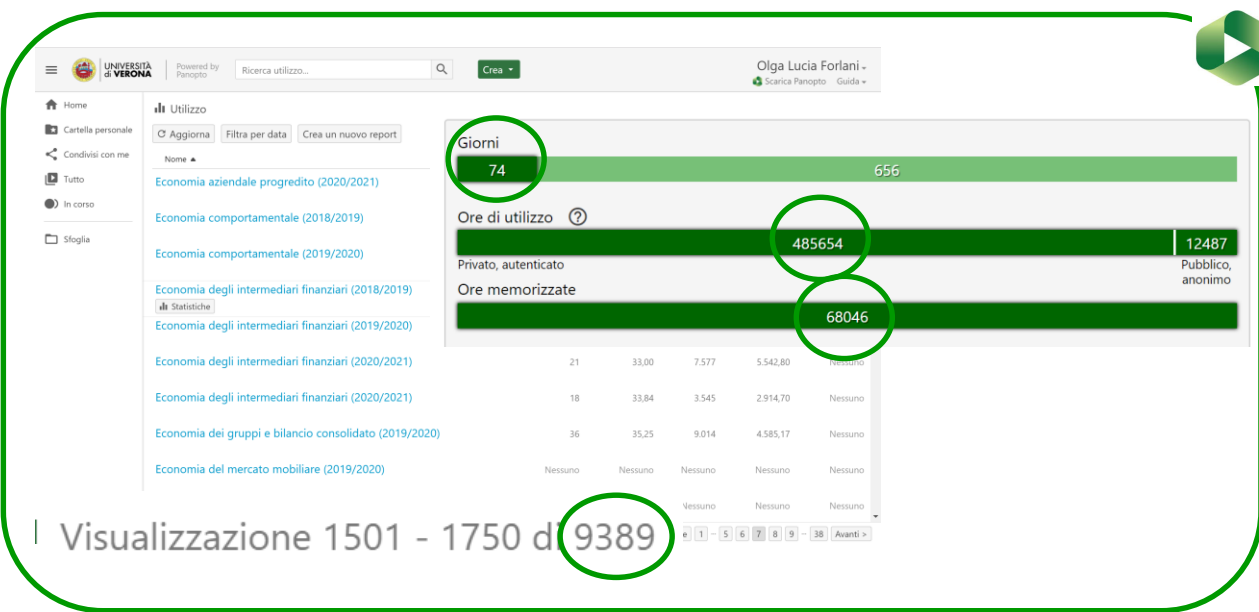 UNIVERSITÀ
di VERONA
Powered by
Panopto
Ricerca utilizzo...
Crea
Olga Lucia Forlani
Scarica Panopto Guida
Home
Cartella personale
Condivisi con me
Tutto
In corso
Sfoglia
Utilizzo
Aggiorna Filtra per data Crea un nuovo report
Nome
Economia aziendale progredito (2020/2021)
Economia comportamentale (2018/2019)
Economia comportamentale (2019/2020)
Economia degli intermediari finanziari (2018/2019)
Statistiche
Economia degli intermediari finanziari (2019/2020)
Giorni
74 656
Ore di utilizzo ?
485654 12487
Privato, autenticato Pubblico,
anonimo
Ore memorizzate
68046
Economia degli intermediari finanziari (2020/2021) 21 33,00 7.577 5.542,80 Nessuno
Economia degli intermediari finanziari (2020/2021) 18 33,84 3.545 2.914,70 Nessuno
Economia dei gruppi e bilancio consolidato (2019/2020) 36 35,25 9.014 4.585,17 Nessuno
Economia del mercato mobiliare (2019/2020) Nessuno Nessuno Nessuno Nessuno Nessuno
Nessuno Nessuno Nessuno
Visualizzazione 1501 - 1750 di 9389
e 1 - 5 6 7 8 9 - 38 Avanti >